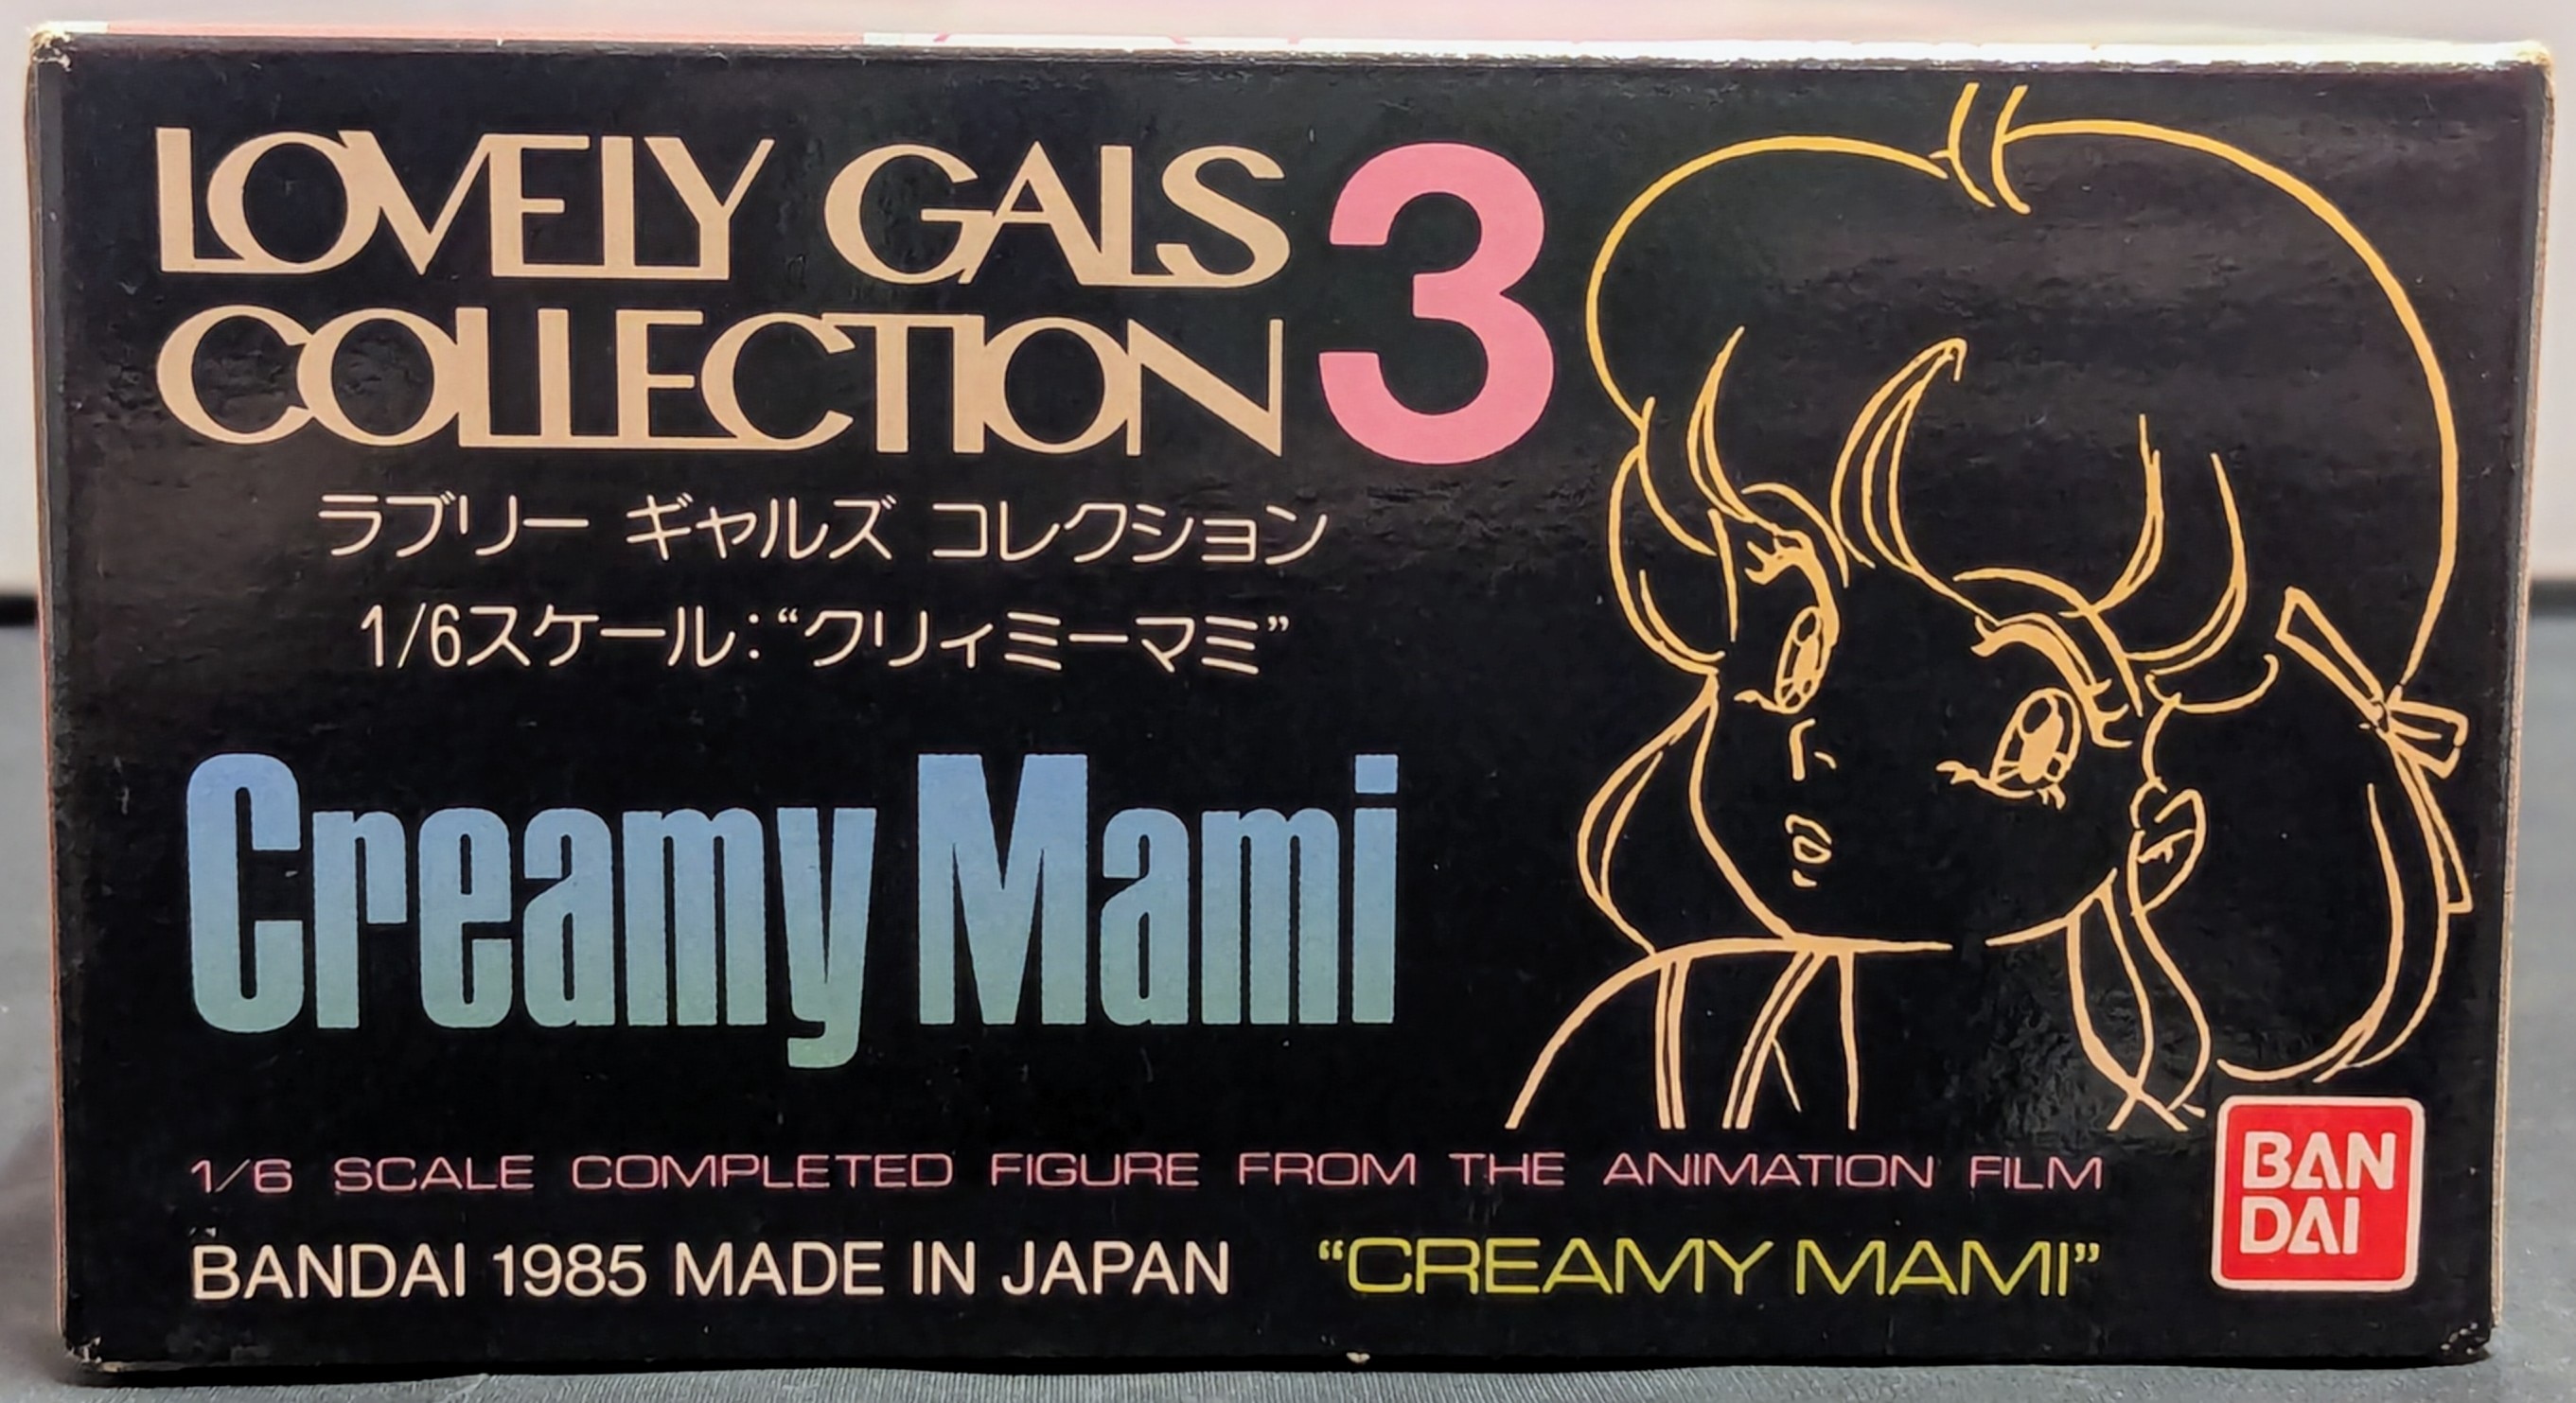 LOVELY GALS 3
COLLECTION
ラブリー ギャルズ コレクション
1/6スケール:“クリィミーマミ”
Creamy Mami
1/6 SCALE COMPLETED FIGURE FROM THE ANIMATION FILM
BANDAI 1985 MADE IN JAPAN “CREAMY MAMI”
BAN
DAI